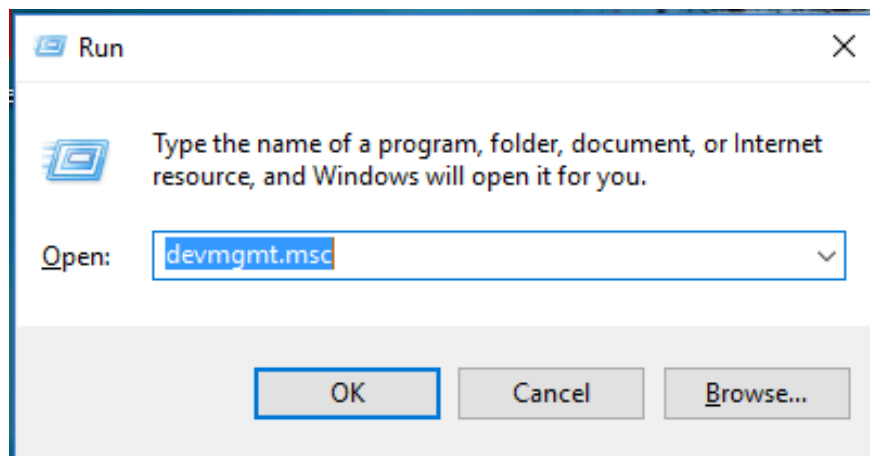 Run
Type the name of a program, folder, document, or Internet
resource, and Windows will open it for you.
Open: devmgmt.msc
OK Cancel Browse...